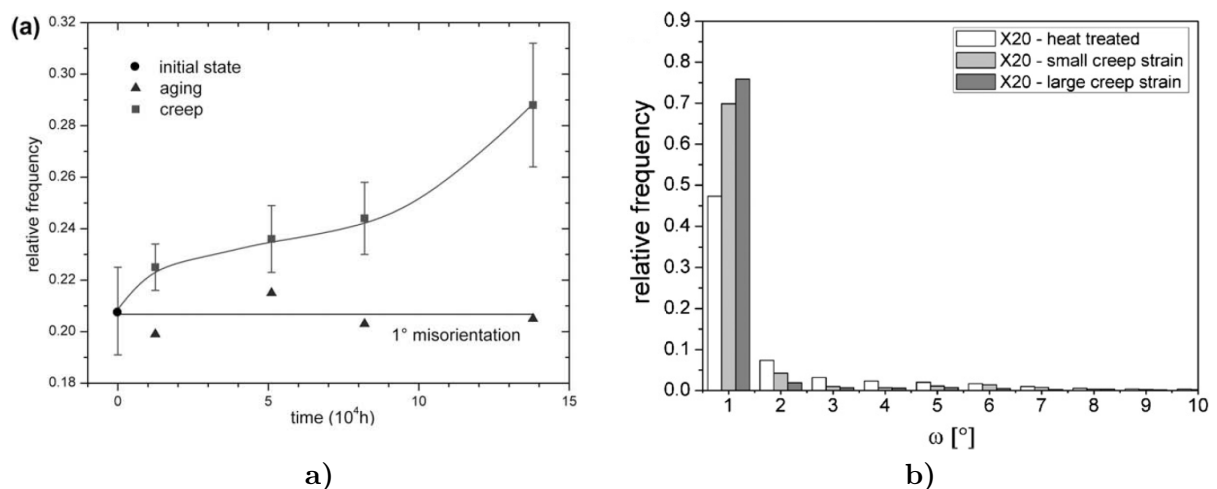 (a)
0.32
0.30
0.28
0.26
0.24
0.22
0.20
0.18
relative frequency
initial state
aging
creep
1° misorientation
0 5 10 15
time (10⁴h)
a)
0.9
0.8
0.7
0.6
0.5
0.4
0.3
0.2
0.1
0.0
relative frequency
X20 - heat treated
X20 - small creep strain
X20 - large creep strain
1 2 3 4 5 6 7 8 9 10
ω [°]
b)